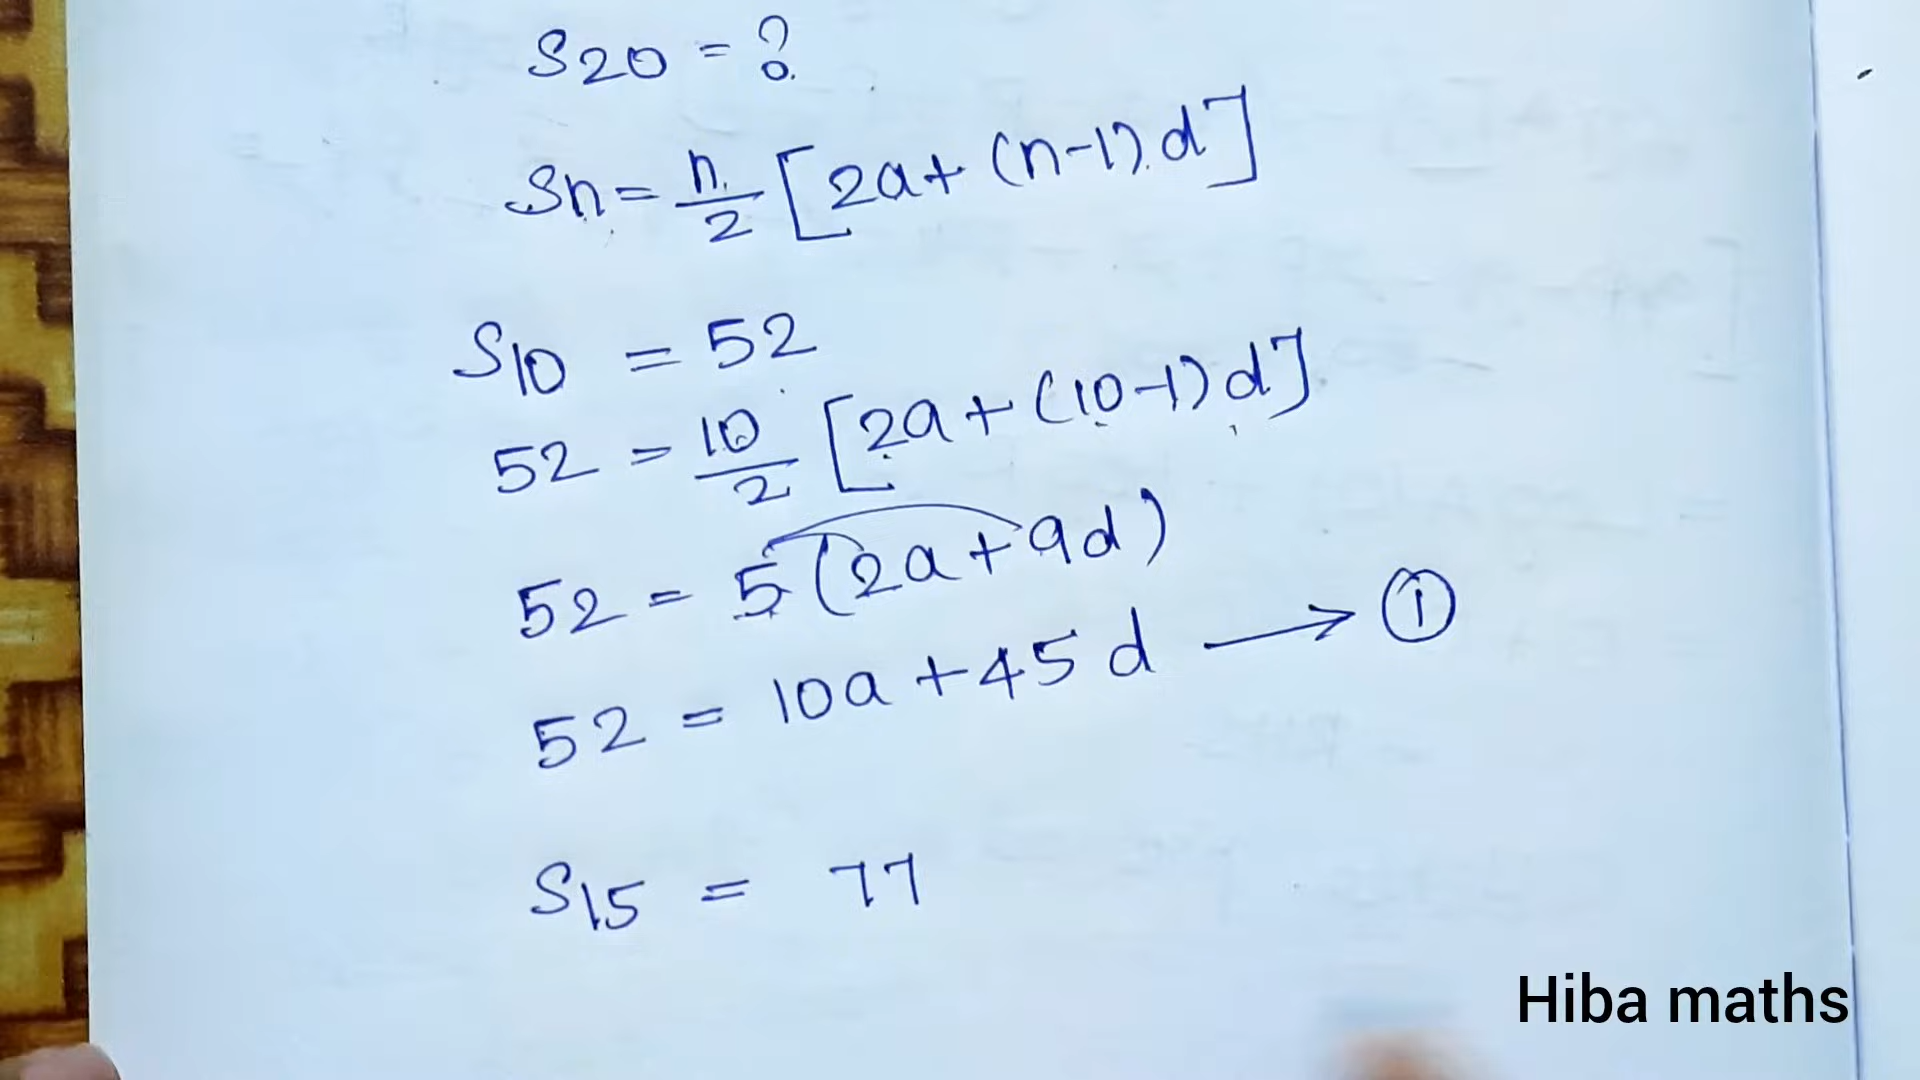 S20 = ?
Sn = n/2 [2a + (n-1) d]
S10 = 52
52 = 10/2 [2a + (10-1) d]
52 = 5 (2a + 9d)
52 = 10a + 45 d → ①
S15 = 77
Hiba maths